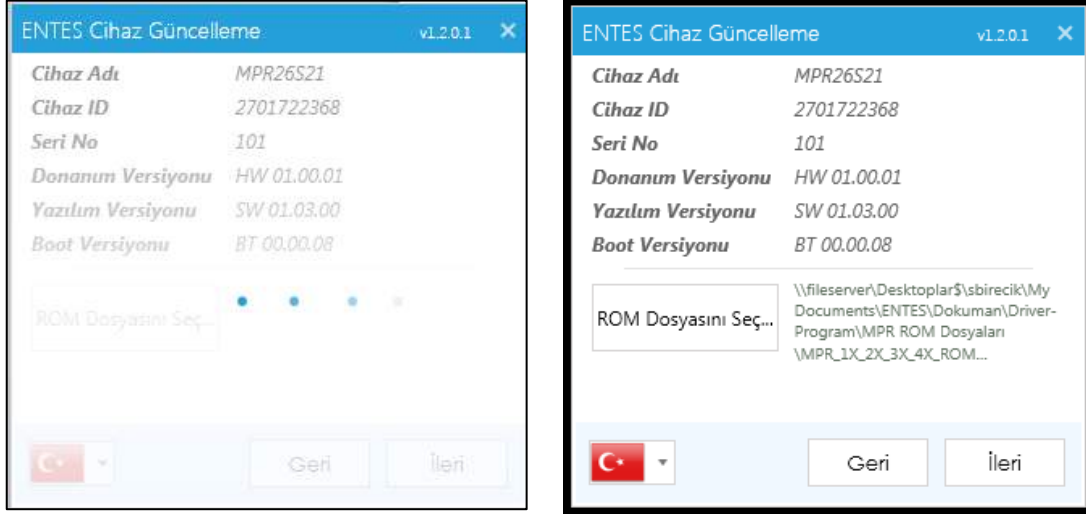 ENTES Cihaz Güncelleme v1.2.0.1 ×
Cihaz Adı MPR26S21
Cihaz ID 2701722368
Seri No 101
Donanım Versiyonu HW 01.00.01
Yazılım Versiyonu SW 01.03.00
Boot Versiyonu BT 00.00.08
ROM Dosyasını Seç...
Geri İleri
ENTES Cihaz Güncelleme v1.2.0.1 ×
Cihaz Adı MPR26S21
Cihaz ID 2701722368
Seri No 101
Donanım Versiyonu HW 01.00.01
Yazılım Versiyonu SW 01.03.00
Boot Versiyonu BT 00.00.08
ROM Dosyasını Seç...
\\fileserver\Desktoplar$\sbirecik\My
Documents\ENTES\Dokuman\Driver-
Program\MPR ROM Dosyaları
\MPR_1X_2X_3X_4X_ROM...
Geri İleri